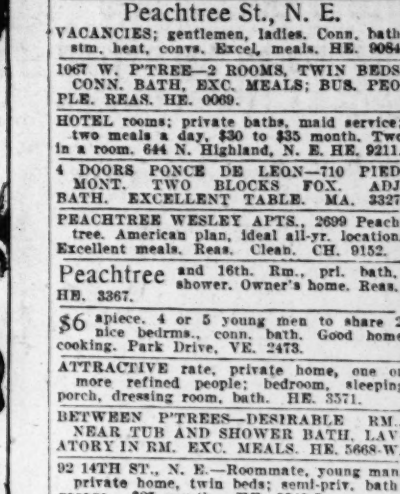 Peachtree St., N. E.
VACANCIES; gentlemen, ladies. Conn. bath
stm. heat, convs. Excel. meals. HE. 9084
1067 W. P'TREE—2 ROOMS, TWIN BEDS
CONN. BATH, EXC. MEALS; BUS. PEO
PLE. REAS. HE. 0069.
HOTEL rooms; private baths, maid service;
two meals a day, $30 to $35 month. Two
in a room. 644 N. Highland, N. E. HE. 9211.
4 DOORS PONCE DE LEON—710 PIED
MONT. TWO BLOCKS FOX. ADJ
BATH. EXCELLENT TABLE. MA. 3327
PEACHTREE WESLEY APTS., 2699 Peach
tree. American plan, ideal all-yr. location.
Excellent meals. Reas. Clean. CH. 9152.
Peachtree and 16th. Rm., pri. bath,
shower. Owner's home. Reas.
HE. 3367.
$6 apiece. 4 or 5 young men to share 2
nice bedrms., conn. bath. Good home
cooking. Park Drive, VE. 2473.
ATTRACTIVE rate, private home, one or
more refined people; bedroom, sleeping
porch, dressing room, bath. HE. 3571.
BETWEEN P'TREES—DESIRABLE RM.
NEAR TUB AND SHOWER BATH. LAV
ATORY IN RM. EXC. MEALS. HE. 5668-W
92 14TH ST., N. E.—Roommate, young man,
private home, twin beds; semi-priv. bath